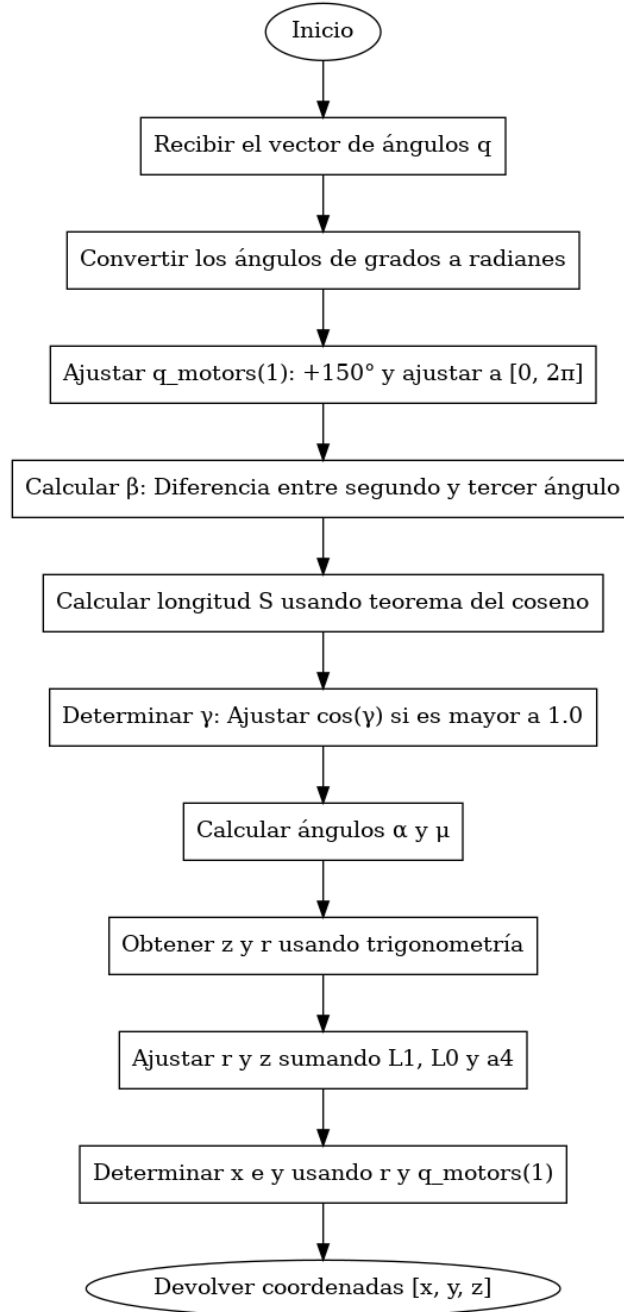 Inicio
Recibir el vector de ángulos q
Convertir los ángulos de grados a radianes
Ajustar q_motors(1): +150° y ajustar a [0, 2π]
Calcular β: Diferencia entre segundo y tercer ángulo
Calcular longitud S usando teorema del coseno
Determinar γ: Ajustar cos(γ) si es mayor a 1.0
Calcular ángulos α y μ
Obtener z y r usando trigonometría
Ajustar r y z sumando L1, L0 y a4
Determinar x e y usando r y q_motors(1)
Devolver coordenadas [x, y, z]